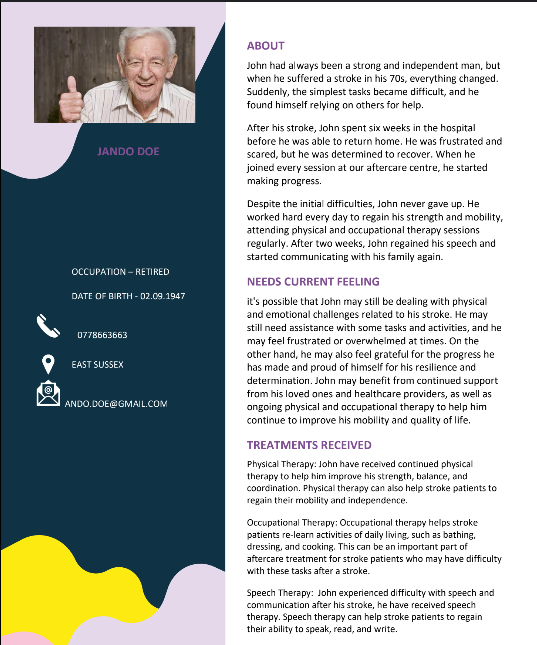 JANDO DOE
OCCUPATION – RETIRED
DATE OF BIRTH - 02.09.1947
0778663663
EAST SUSSEX
@
ANDO.DOE@GMAIL.COM
ABOUT
John had always been a strong and independent man, but
when he suffered a stroke in his 70s, everything changed.
Suddenly, the simplest tasks became difficult, and he
found himself relying on others for help.
After his stroke, John spent six weeks in the hospital
before he was able to return home. He was frustrated and
scared, but he was determined to recover. When he
joined every session at our aftercare centre, he started
making progress.
Despite the initial difficulties, John never gave up. He
worked hard every day to regain his strength and mobility,
attending physical and occupational therapy sessions
regularly. After two weeks, John regained his speech and
started communicating with his family again.
NEEDS CURRENT FEELING
it's possible that John may still be dealing with physical
and emotional challenges related to his stroke. He may
still need assistance with some tasks and activities, and he
may feel frustrated or overwhelmed at times. On the
other hand, he may also feel grateful for the progress he
has made and proud of himself for his resilience and
determination. John may benefit from continued support
from his loved ones and healthcare providers, as well as
ongoing physical and occupational therapy to help him
continue to improve his mobility and quality of life.
TREATMENTS RECEIVED
Physical Therapy: John have received continued physical
therapy to help him improve his strength, balance, and
coordination. Physical therapy can also help stroke patients to
regain their mobility and independence.
Occupational Therapy: Occupational therapy helps stroke
patients re-learn activities of daily living, such as bathing,
dressing, and cooking. This can be an important part of
aftercare treatment for stroke patients who may have difficulty
with these tasks after a stroke.
Speech Therapy:  John experienced difficulty with speech and
communication after his stroke, he have received speech
therapy. Speech therapy can help stroke patients to regain
their ability to speak, read, and write.